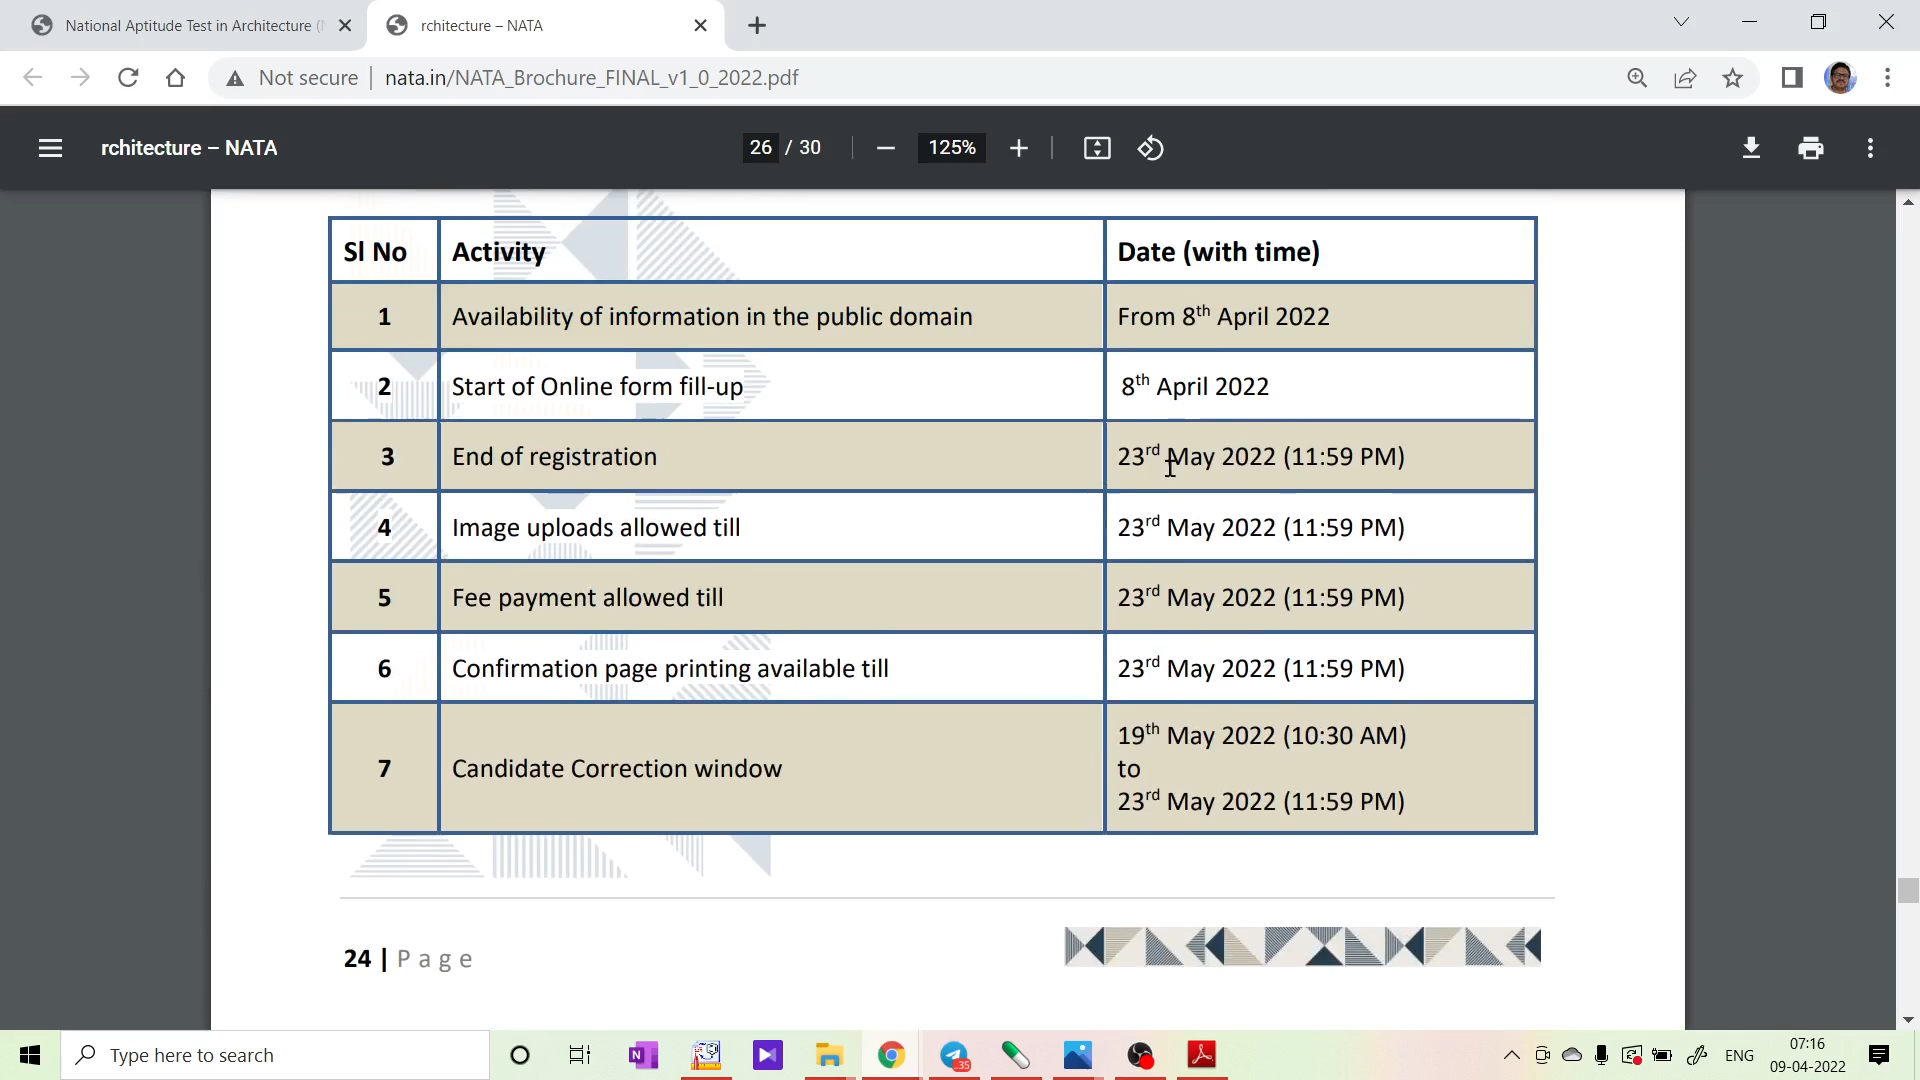 National Aptitude Test in Architecture (
rchitecture – NATA
Not secure
nata.in/NATA_Brochure_FINAL_v1_0_2022.pdf
rchitecture – NATA
26 / 30
125%
Sl No Activity Date (with time)
1 Availability of information in the public domain From 8th April 2022
2 Start of Online form fill-up 8th April 2022
3 End of registration 23rd May 2022 (11:59 PM)
4 Image uploads allowed till 23rd May 2022 (11:59 PM)
5 Fee payment allowed till 23rd May 2022 (11:59 PM)
6 Confirmation page printing available till 23rd May 2022 (11:59 PM)
7 Candidate Correction window 19th May 2022 (10:30 AM)
to
23rd May 2022 (11:59 PM)
24 | Page
Type here to search
35
ENG
07:16
09-04-2022